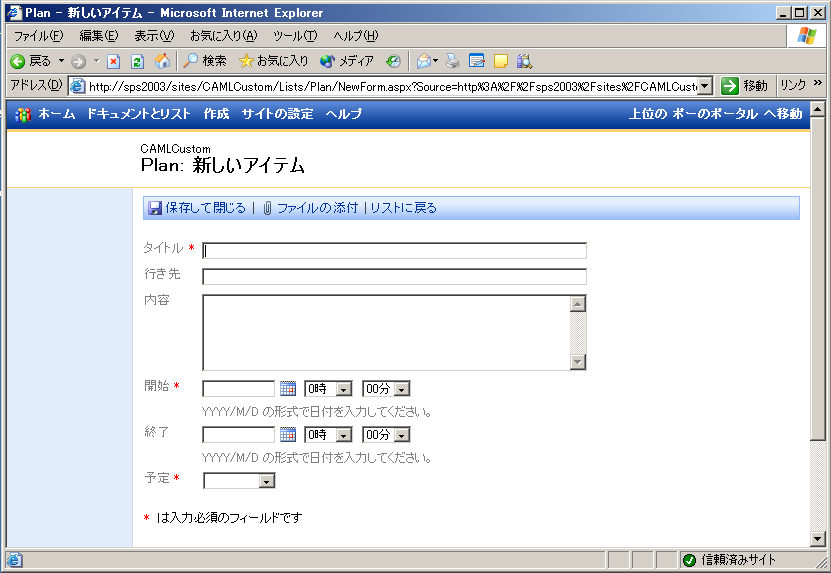 Plan - 新しいアイテム - Microsoft Internet Explorer
ファイル(F) 編集(E) 表示(V) お気に入り(A) ツール(T) ヘルプ(H)
戻る 検索 お気に入り メディア
アドレス(D) http://sps2003/sites/CAMLCustom/Lists/Plan/NewForm.aspx?Source=http%3A%2F%2Fsps2003%2Fsites%2FCAMLCust 移動 リンク »
ホーム ドキュメントとリスト 作成 サイトの設定 ヘルプ 上位の ポーのポータル へ移動
CAMLCustom
Plan: 新しいアイテム
保存して閉じる | ファイルの添付 | リストに戻る
タイトル *
行き先
内容
開始 * 0時 00分
YYYY/M/D の形式で日付を入力してください。
終了 0時 00分
YYYY/M/D の形式で日付を入力してください。
予定 *
* は入力必須のフィールドです
信頼済みサイト